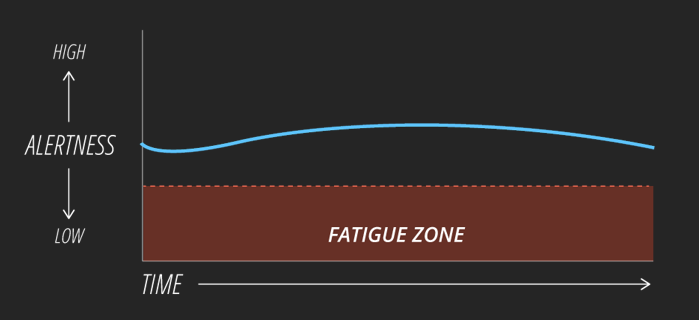 HIGH
ALERTNESS
LOW
FATIGUE ZONE
TIME